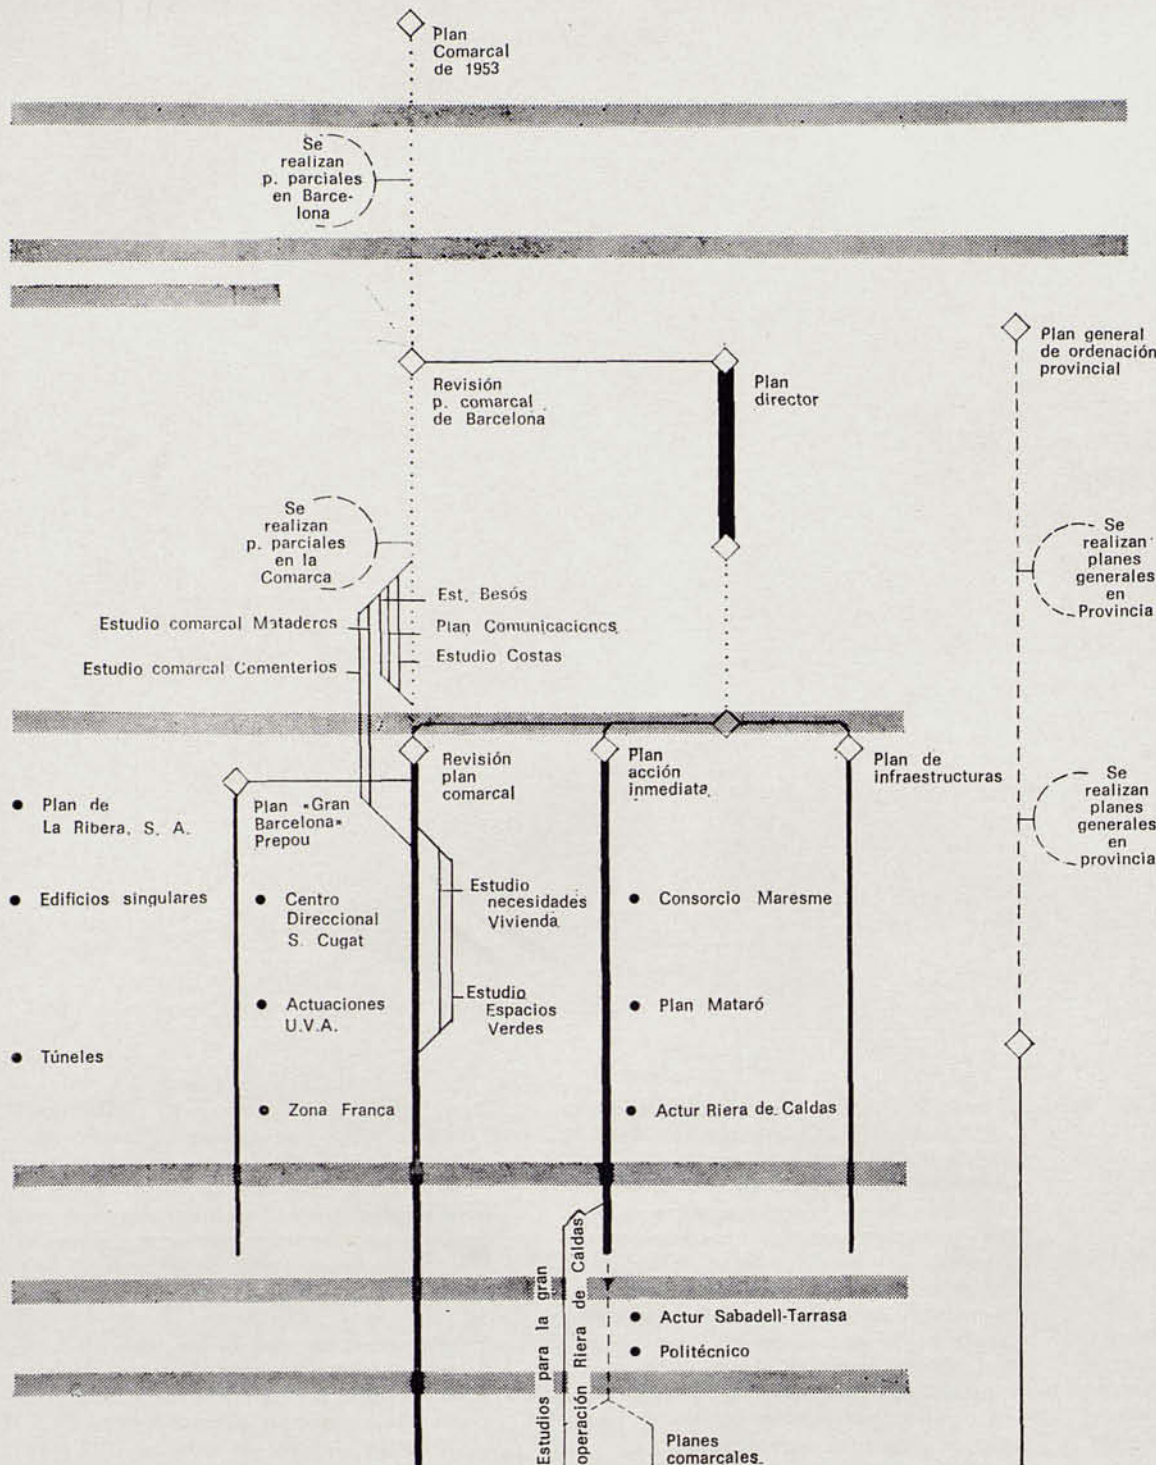 Plan
Comarcal
de 1953
Se
realizan
p. parciales
en Barce-
lona
Plan general
de ordenación
provincial
Revisión
p. comarcal
de Barcelona
Plan
director
Se
realizan
p. parciales
en la
Comarca
Se
realizan
planes
generales
en
Provincia
Est. Besós
Estudio comarcal Mataderos
Plan Comunicaciones
Estudio Costas
Estudio comarcal Cementerios
Revisión
plan
comarcal
Plan
acción
inmediata
Plan de
infraestructuras
Se
realizan
planes
generales
en
provincia
• Plan de
La Ribera, S. A.
Plan «Gran
Barcelona»
Prepou
• Edificios singulares
• Centro
Direccional
S. Cugat
Estudio
necesidades
Vivienda
• Consorcio Maresme
• Actuaciones
U.V.A.
Estudio
Espacios
Verdes
• Plan Mataró
• Túneles
• Zona Franca
• Actur Riera de Caldas
Estudios para la gran
operación Riera de Caldas
• Actur Sabadell-Tarrasa
• Politécnico
Planes
comarcales